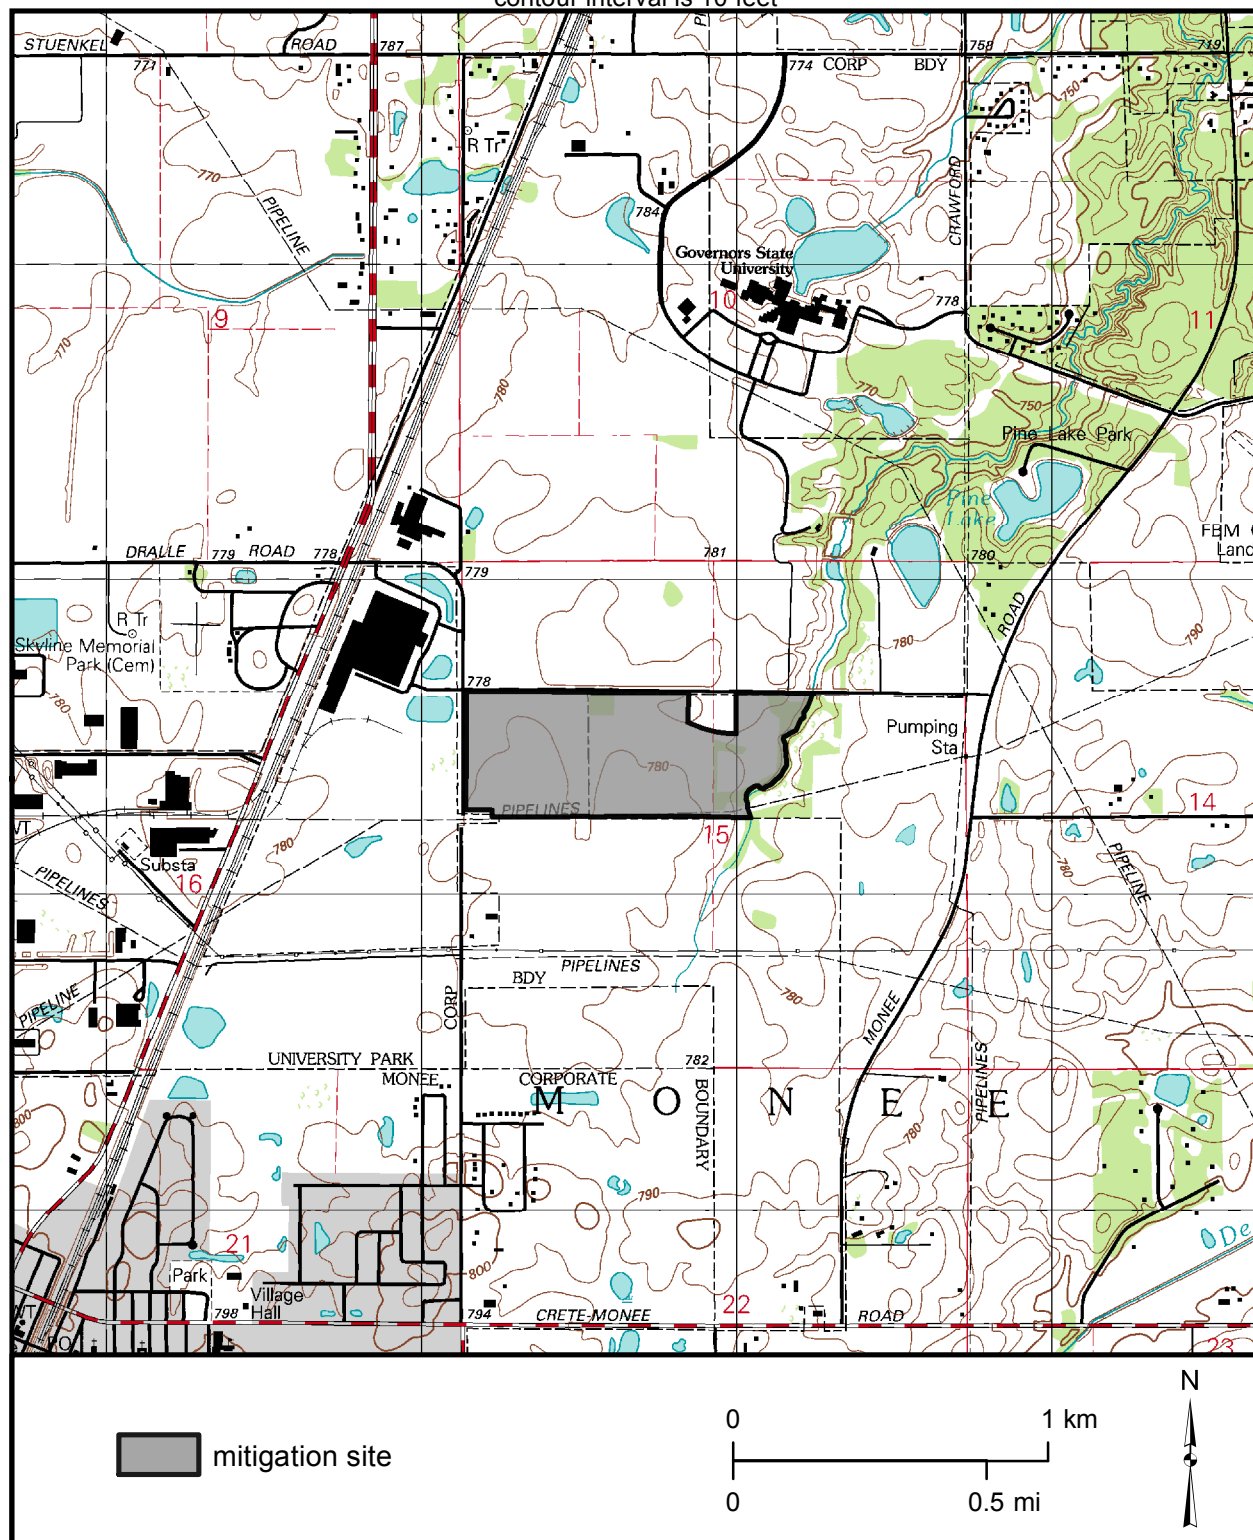 contour interval is 10 feet
STUENKEL ROAD 787
774 CORP BDY
758
719
771
750
R Tr
770
PIPELINE
784
CRAWFORD
Governors State
University
10
778
9
11
770
780
770
750
Pine Lake Park
Pine
Lake
DRALLE 779 ROAD 778
781
780
779
R Tr
Skyline Memorial
Park (Cem)
ROAD
790
780
780
778
Pumping
Sta
780
PIPELINES
14
15
780
Substa
16
PIPELINES
780
PIPELINE
PIPELINES
BDY
780
PIPELINE
CORP
MONEE
UNIVERSITY PARK
782
MONEE
CORPORATE
BOUNDARY
M O N E E
PIPELINES
800
780
790
21
De
Park
800
Village
Hall
22
798
794
CRETE-MONEE ROAD
PO
23
N
0 1 km
mitigation site
0 0.5 mi